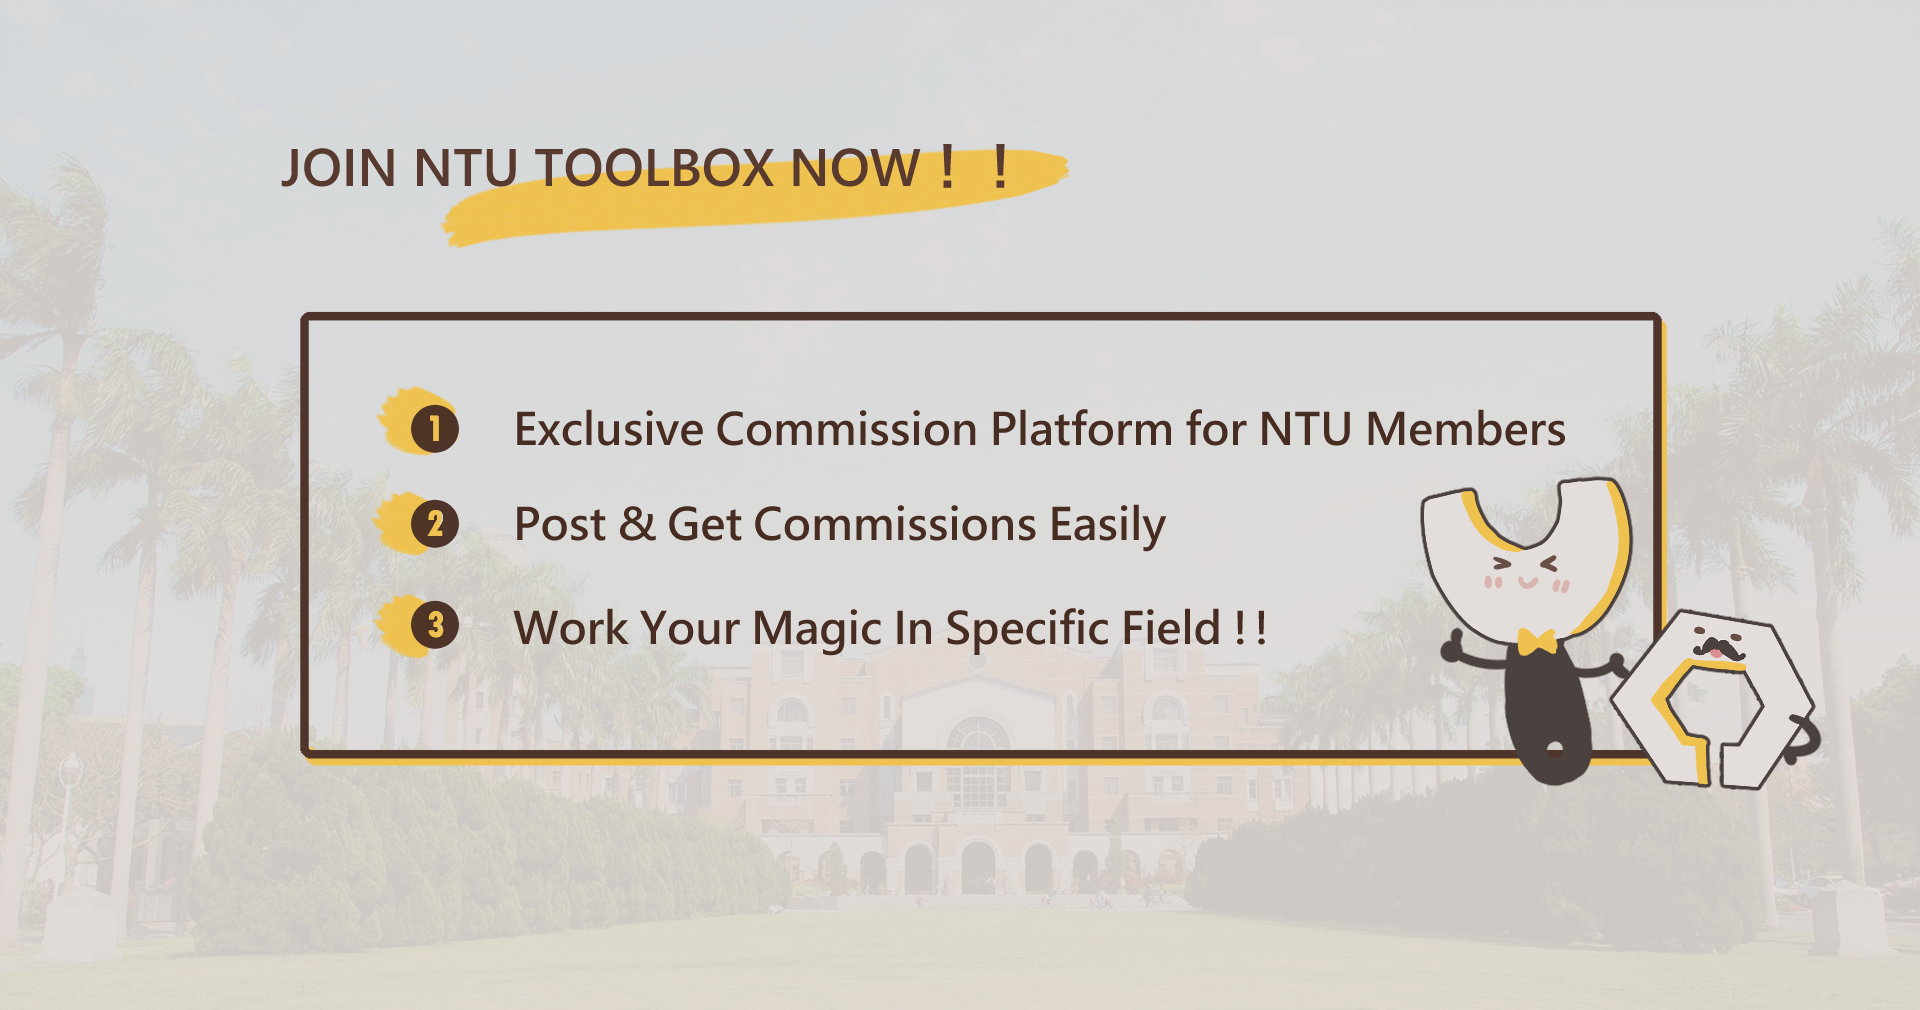 JOIN NTU TOOLBOX NOW！！
1 Exclusive Commission Platform for NTU Members
2 Post & Get Commissions Easily
3 Work Your Magic In Specific Field !!